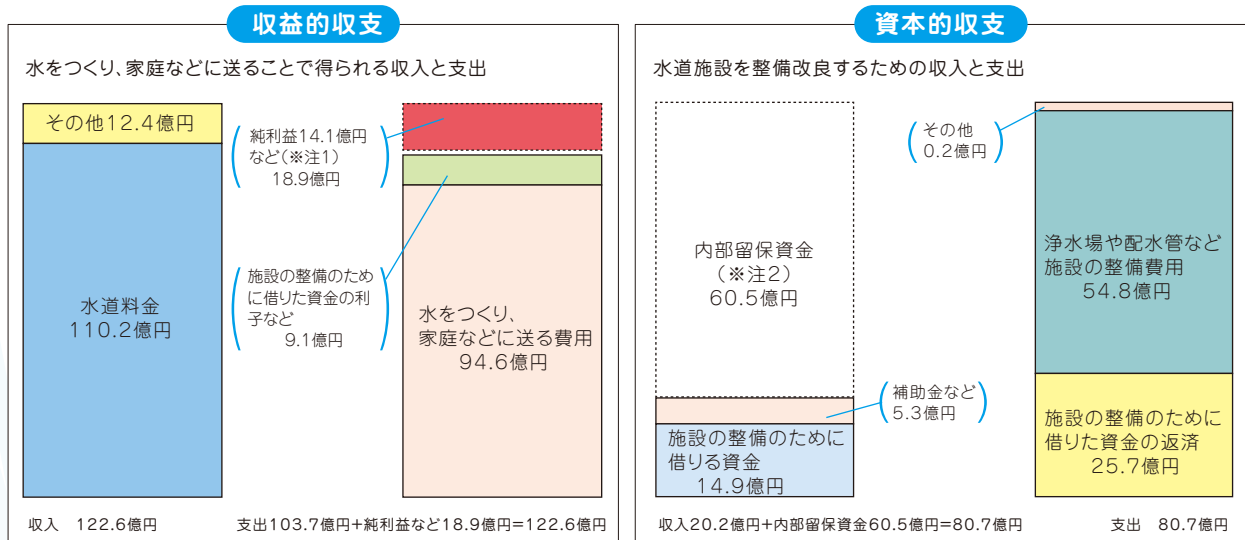 収益的収支
水をつくり、家庭などに送ることで得られる収入と支出
その他12.4億円
水道料金
110.2億円
純利益14.1億円
など(※注1)
18.9億円
施設の整備のため
に借りた資金の利
子など
9.1億円
水をつくり、
家庭などに送る費用
94.6億円
収入 122.6億円
支出103.7億円+純利益など18.9億円=122.6億円
資本的収支
水道施設を整備改良するための収入と支出
内部留保資金
(※注2)
60.5億円
補助金など
5.3億円
施設の整備のために
借りる資金
14.9億円
その他
0.2億円
浄水場や配水管など
施設の整備費用
54.8億円
施設の整備のために
借りた資金の返済
25.7億円
収入20.2億円+内部留保資金60.5億円=80.7億円
支出 80.7億円